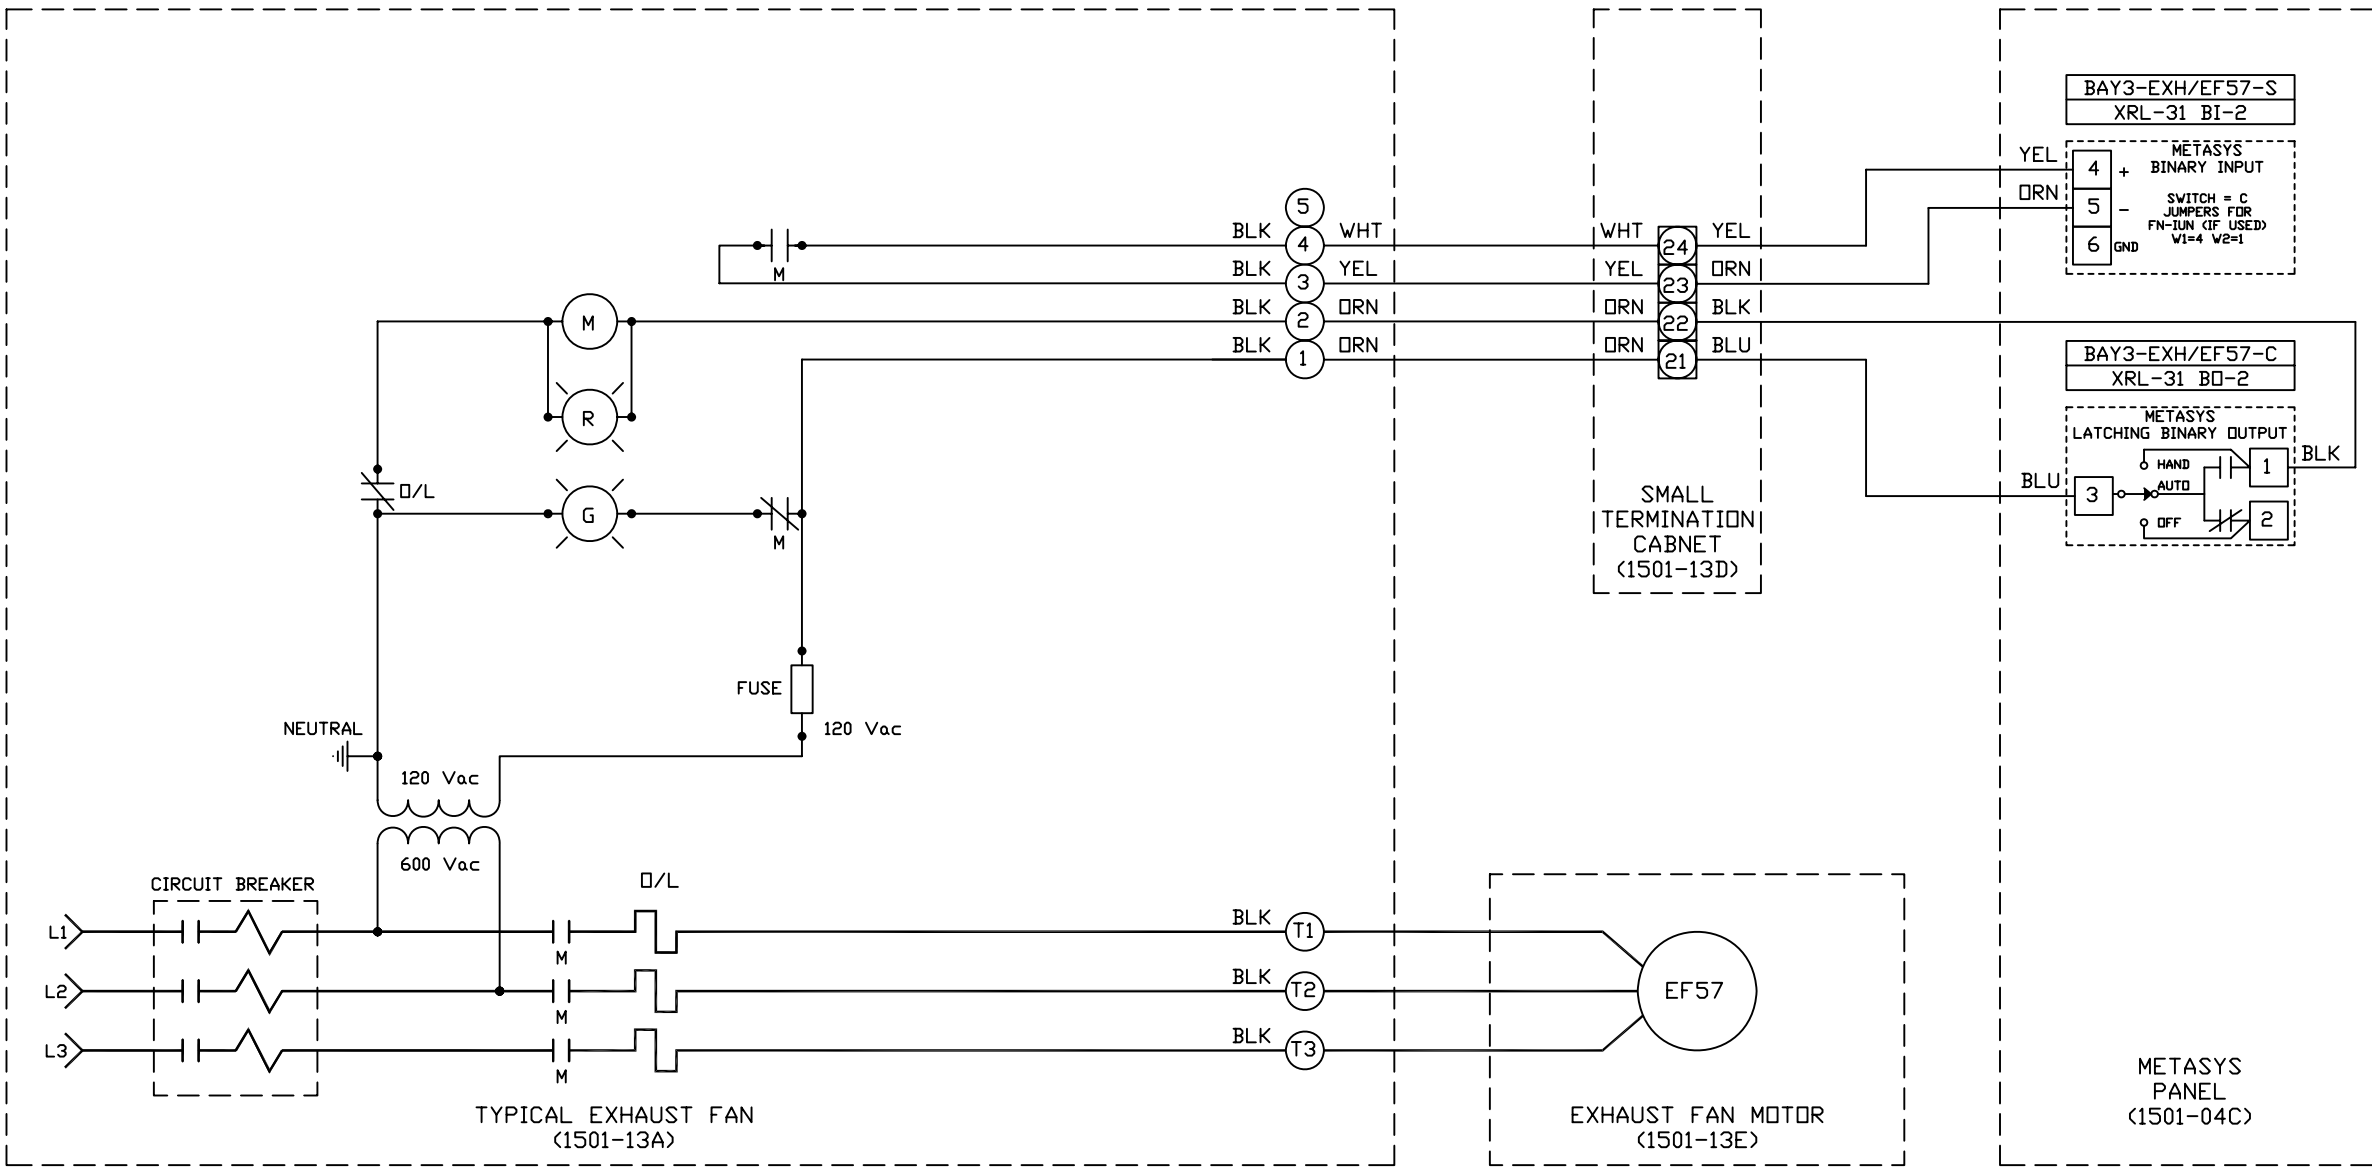 BAY3-EXH/EF57-S
XRL-31 BI-2
METASYS
BINARY INPUT
SWITCH = C
JUMPERS FOR
FN-IUN (IF USED)
W1=4 W2=1
YEL 4 +
ORN 5 -
6 GND
5
BLK 4 WHT WHT 24 YEL
M
BLK 3 YEL YEL 23 ORN
M BLK 2 ORN ORN 22 BLK
BLK 1 ORN ORN 21 BLU
R
BAY3-EXH/EF57-C
XRL-31 BO-2
METASYS
LATCHING BINARY OUTPUT
HAND 1 BLK
AUTO
BLU 3
OFF 2
O/L
G
M
SMALL
TERMINATION
CABNET
(1501-13D)
FUSE
120 Vac
NEUTRAL
120 Vac
600 Vac
CIRCUIT BREAKER
O/L
L1 BLK T1
M
L2 BLK T2
M
L3 BLK T3
M
EF57
TYPICAL EXHAUST FAN
(1501-13A)
EXHAUST FAN MOTOR
(1501-13E)
METASYS
PANEL
(1501-04C)